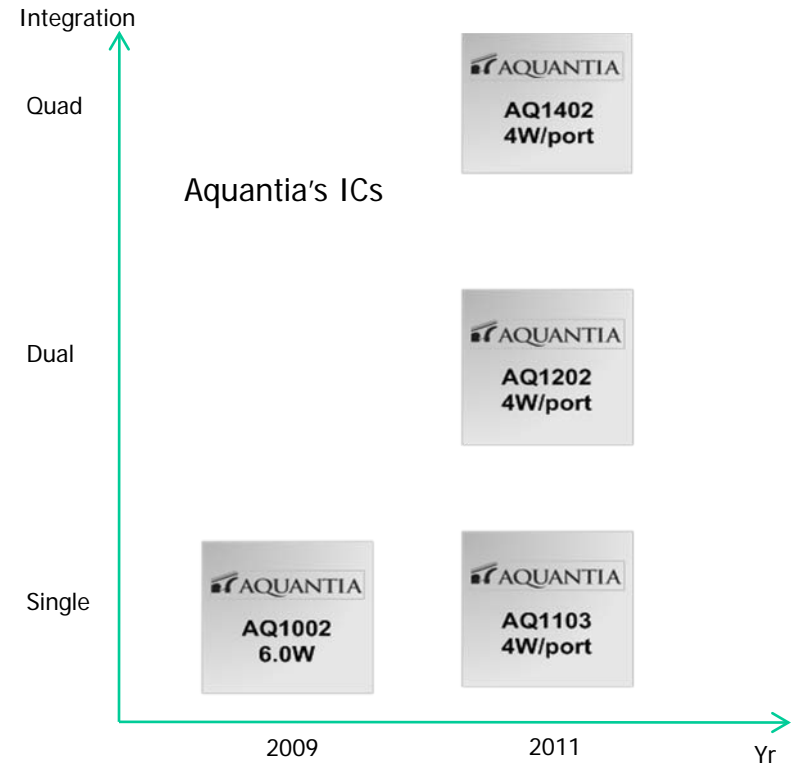 Integration
Quad
AQUANTIA
AQ1402
4W/port
Aquantia's ICs
Dual
AQUANTIA
AQ1202
4W/port
Single
AQUANTIA
AQ1002
6.0W
AQUANTIA
AQ1103
4W/port
2009
2011
Yr